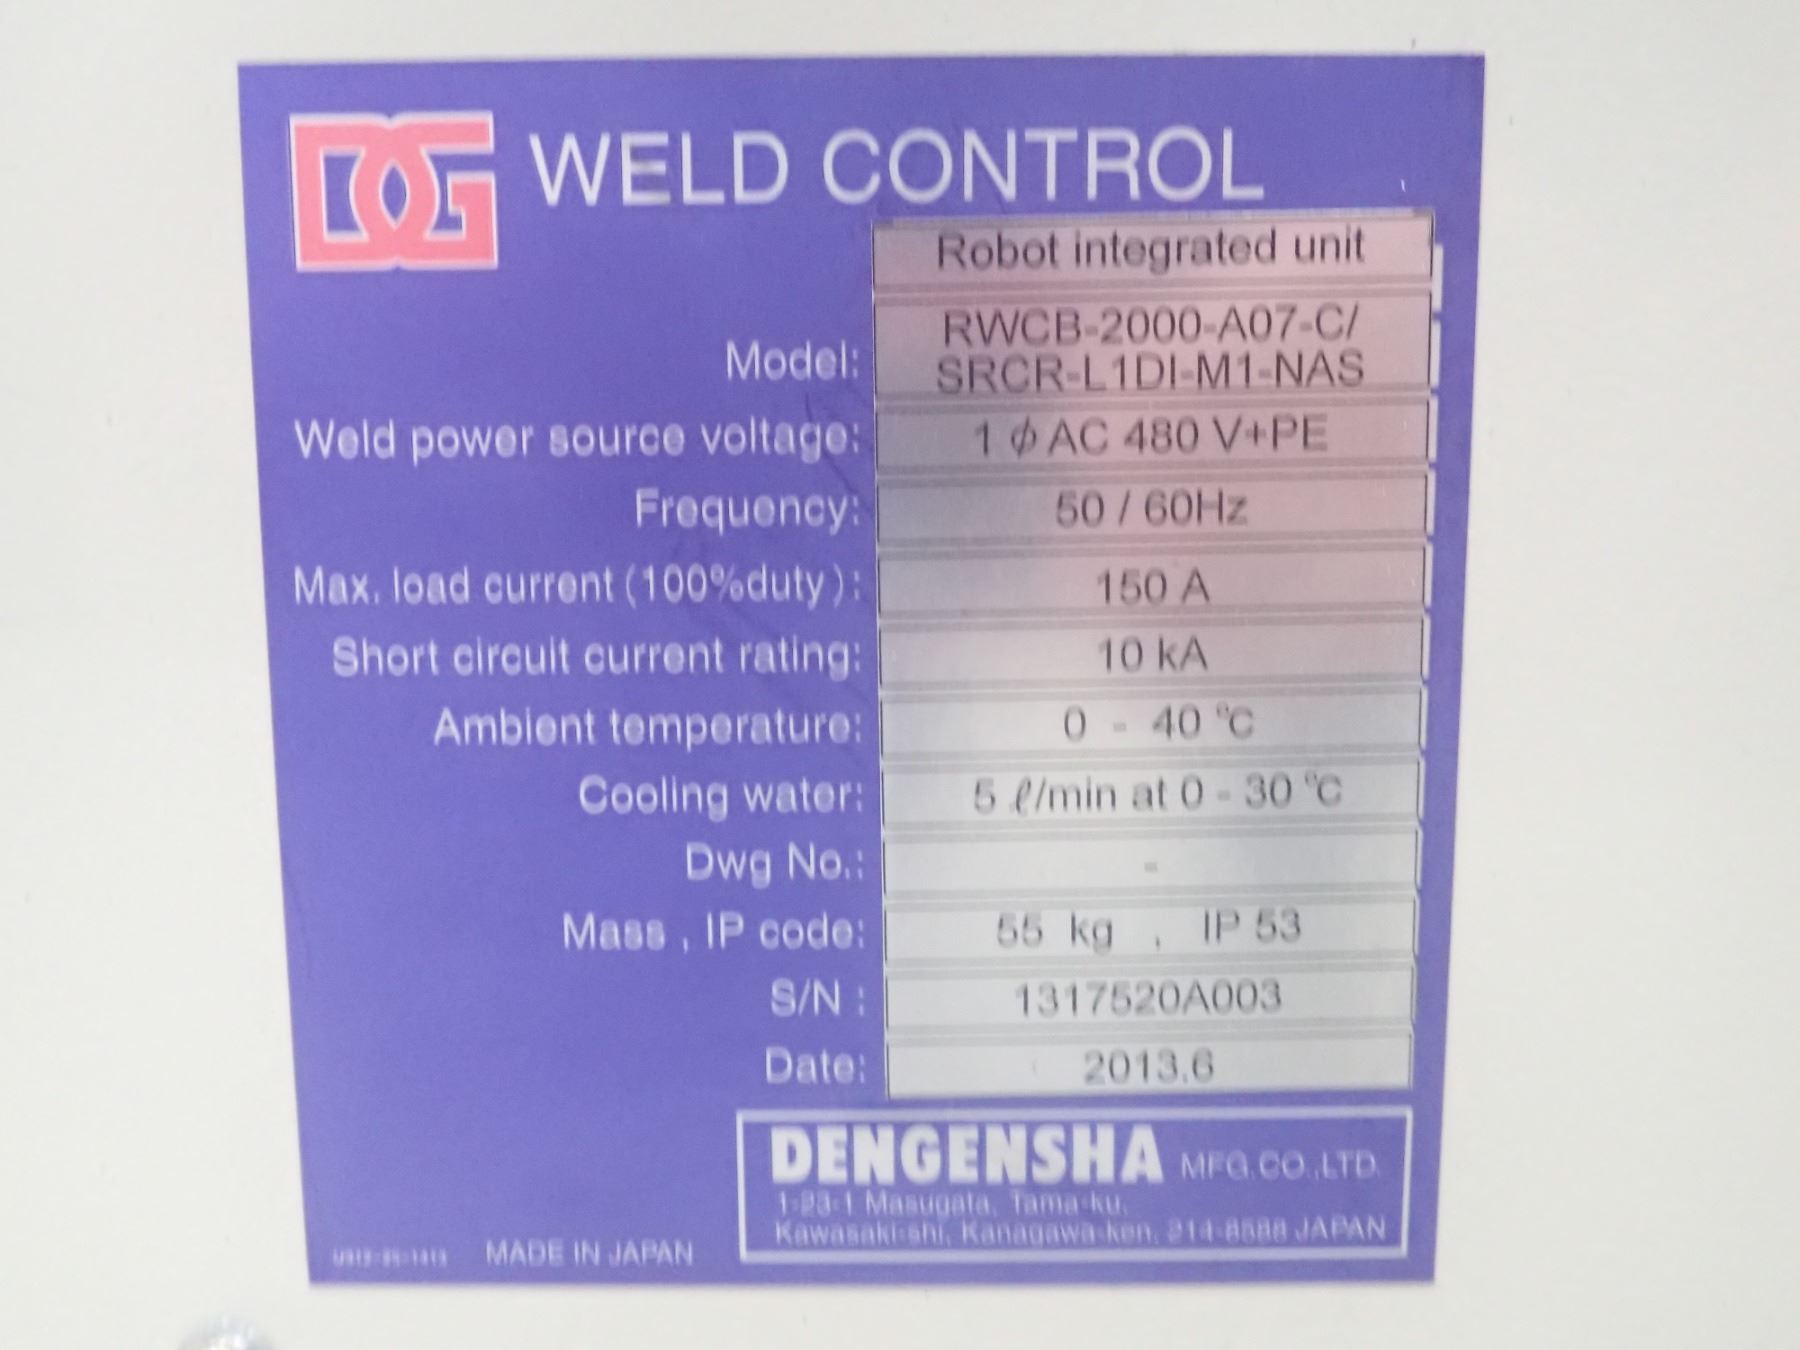 DG WELD CONTROL
Robot integrated unit
Model: RWCB-2000-A07-C/
SRCR-L1DI-M1-NAS
Weld power source voltage: 1 ϕ AC 480 V+PE
Frequency: 50 / 60Hz
Max. load current (100%duty): 150 A
Short circuit current rating: 10 kA
Ambient temperature: 0 - 40 °C
Cooling water: 5 ℓ/min at 0 - 30 °C
Dwg No.: -
Mass , IP code: 55 kg , IP 53
S/N : 1317520A003
Date: 2013.6
DENGENSHA MFG.CO.,LTD.
1-23-1 Masugata, Tama-ku,
Kawasaki-shi, Kanagawa-ken, 214-8588 JAPAN
MADE IN JAPAN